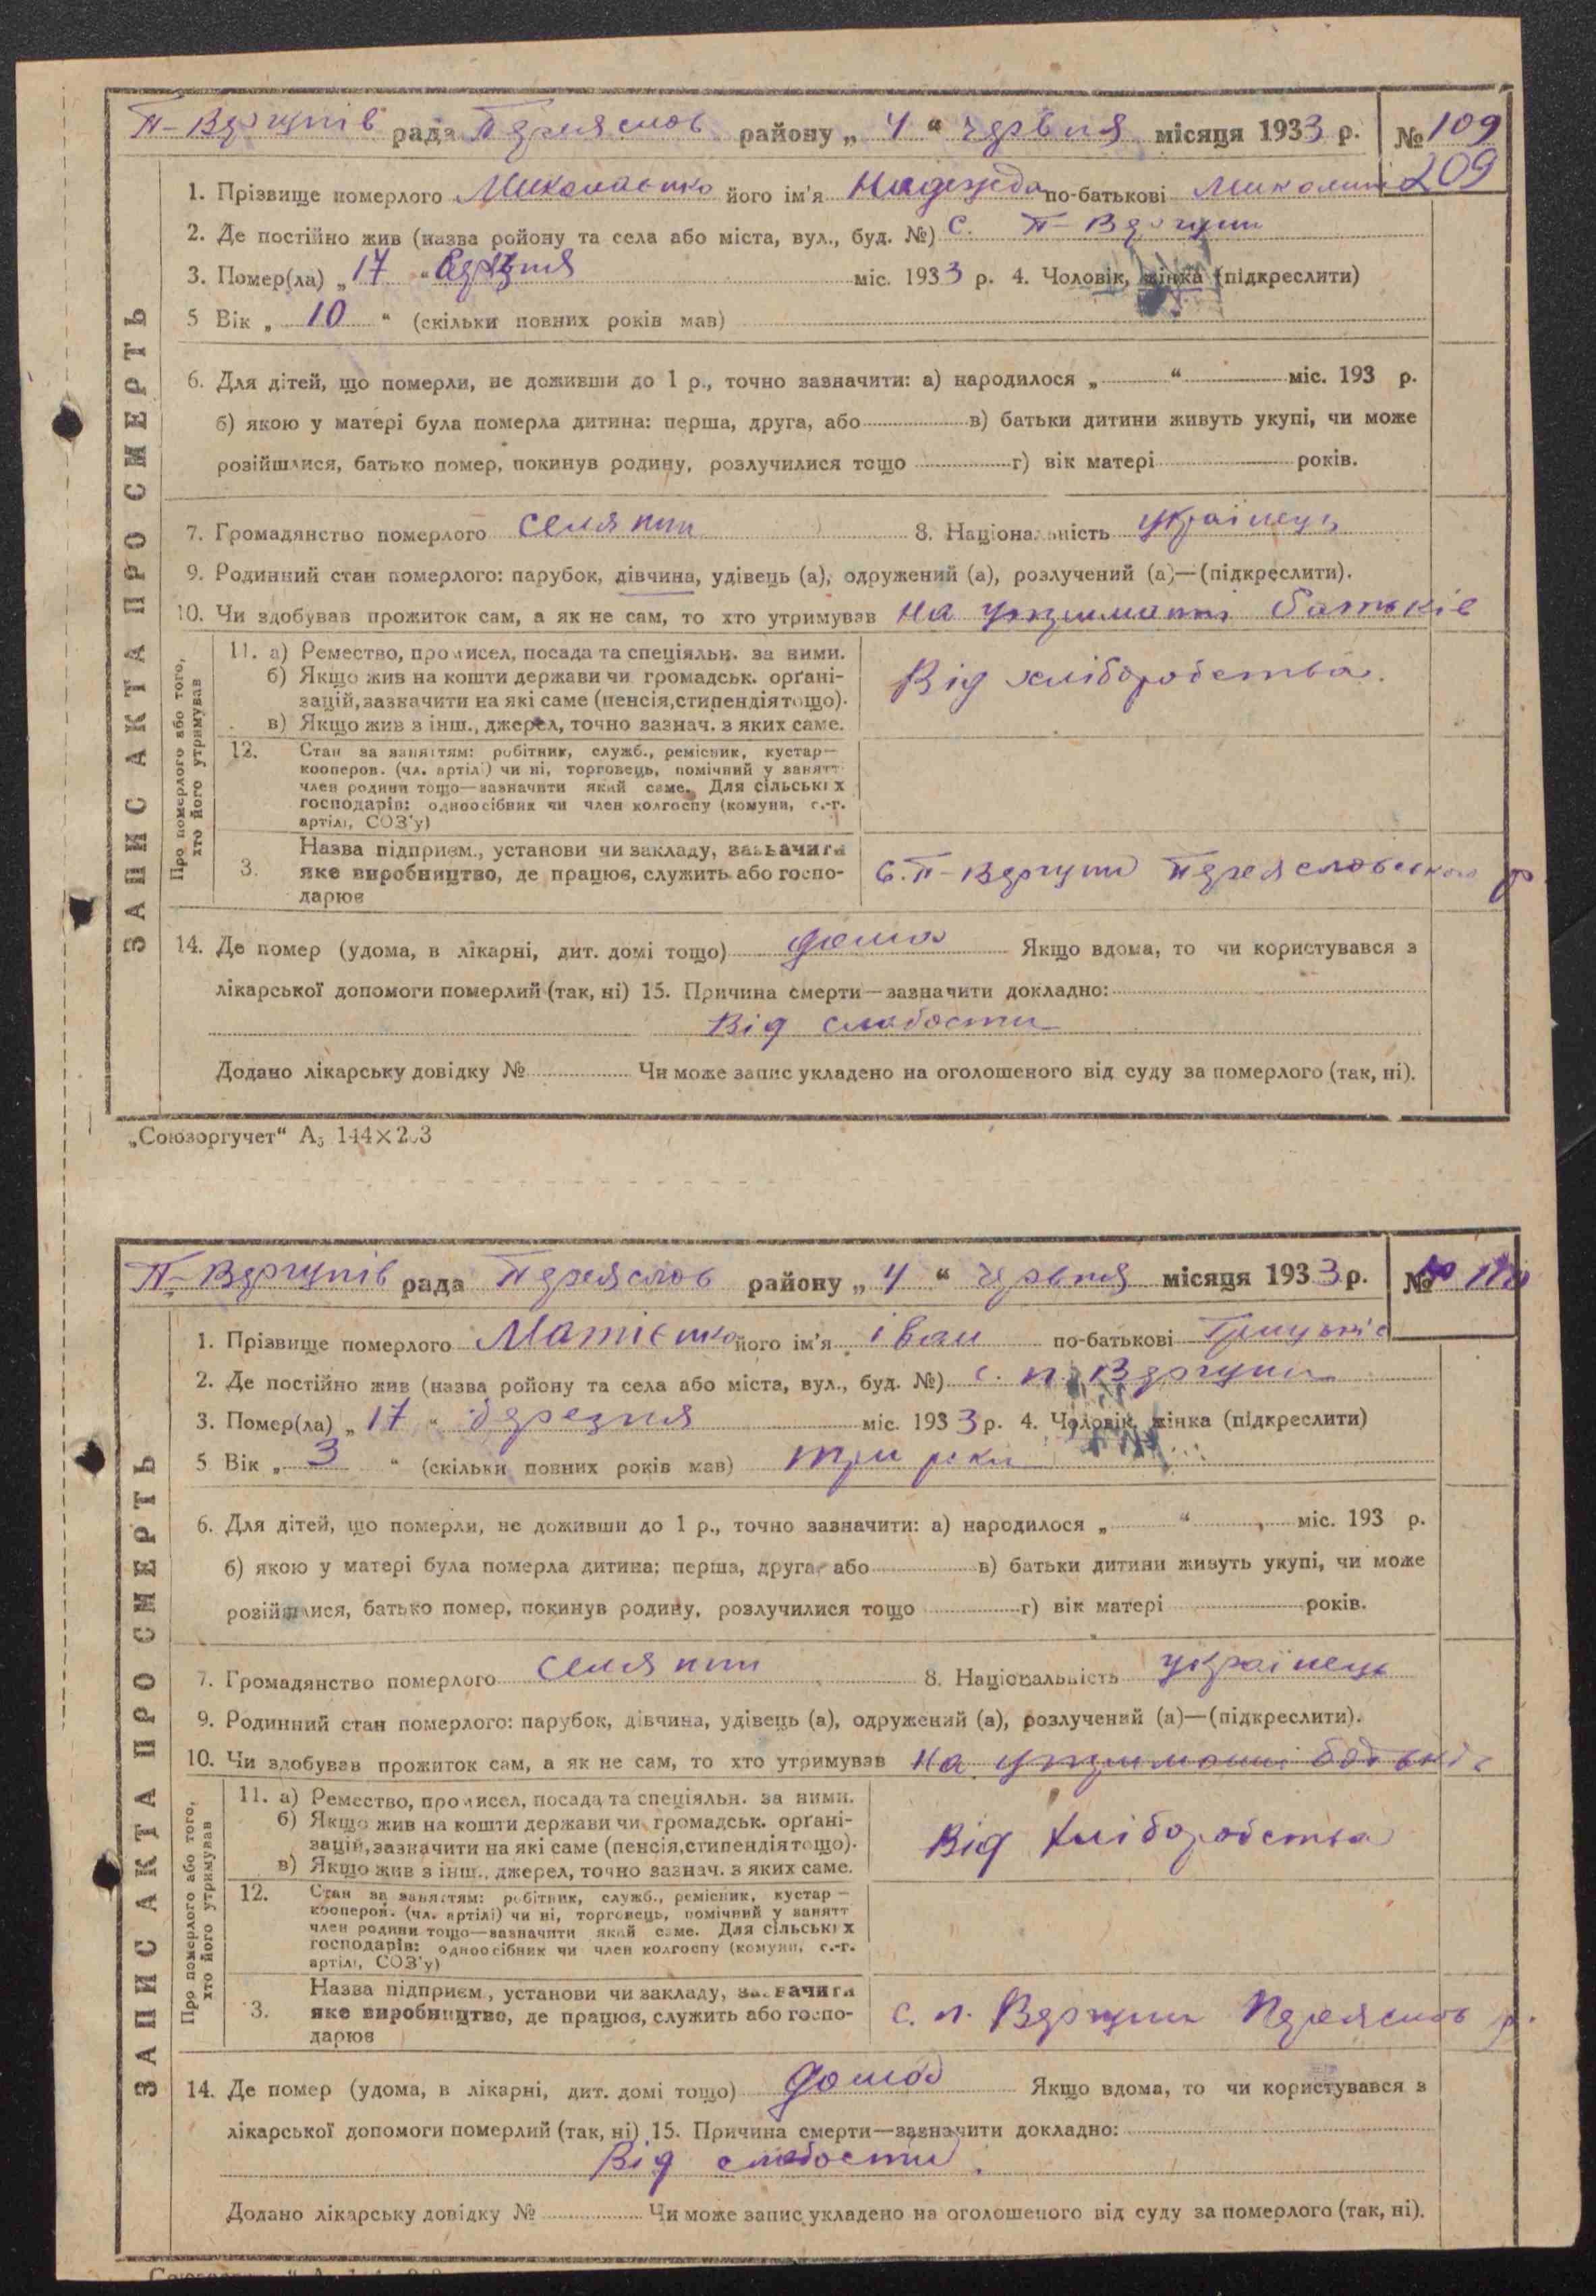 ЗАПИС АКТА ПРО СМЕРТЬ
П-Вергунів рада Переяслов району „ 4 “ червня місяця 1933 р. № 109
209
1. Прізвище померлого його ім'я Надежда по-батькові
2. Де постійно жив (назва ройону та села або міста, вул., буд. №) с. П-Вергуни
3. Помер(ла) „ 17 “ міс. 1933 р. 4. Чоловік, жінка (підкреслити)
5 Вік „ 10 “ (скільки повних років мав)
6. Для дітей, що померли, не доживши до 1 р., точно зазначити: а) народилося „ “ міс. 193 р.
б) якою у матері була померла дитина: перша, друга, або в) батьки дитини живуть укупі, чи може
розійшлися, батько помер, покинув родину, розлучилися тощо г) вік матері років.
7. Громадянство померлого селянин 8. Національність українець
9. Родинний стан померлого: парубок, дівчина, удівець (а), одружений (а), розлучений (а)—(підкреслити).
10. Чи здобував прожиток сам, а як не сам, то хто утримував на утриманні батьків
Про померлого або того, хто його утримував
11. а) Ремество, промисел, посада та спеціяльн. за ними.
б) Якщо жив на кошти держави чи громадськ. орґані-
зацій, зазначити на які саме (пенсія, стипендія тощо).
в) Якщо жив з інш., джерел, точно зазнач. з яких саме.
Від хліборобства.
12. Стан за заняттям: робітник, служб., ремісник, кустар—
кооперов. (чл. артілі) чи ні, торговець, помічний у занятт
член родини тощо—зазначити який саме. Для сільських
господарів: одноосібник чи член колгоспу (комуни, с.-г.
артілі, СОЗ'у)
3. Назва підприєм., установи чи закладу, зазначити
яке виробництво, де працює, служить або госпо-
дарює
с. П-Вергуни Переясловського р
14. Де помер (удома, в лікарні, дит. домі тощо) дома Якщо вдома, то чи користувався з
лікарської допомоги померлий (так, ні) 15. Причина смерти—зазначити докладно:
Від слабости
Додано лікарську довідку № Чи може запис укладено на оголошеного від суду за померлого (так, ні).
„Союзоргучет“ А₅ 144×203
ЗАПИС АКТА ПРО СМЕРТЬ
П-Вергунів рада Переяслов району „ 4 “ червня місяця 1933 р. № 110
1. Прізвище померлого Матієнко його ім'я іван по-батькові Грицьків
2. Де постійно жив (назва ройону та села або міста, вул., буд. №) с. п. Вергуни
3. Помер(ла) „ 17 “ березня міс. 1933 р. 4. Чоловік, жінка (підкреслити)
5 Вік „ 3 “ (скільки повних років мав) три роки
6. Для дітей, що померли, не доживши до 1 р., точно зазначити: а) народилося „ “ міс. 193 р.
б) якою у матері була померла дитина: перша, друга, або в) батьки дитини живуть укупі, чи може
розійшлися, батько помер, покинув родину, розлучилися тощо г) вік матері років.
7. Громадянство померлого селянин 8. Національність українець
9. Родинний стан померлого: парубок, дівчина, удівець (а), одружений (а), розлучений (а)—(підкреслити).
10. Чи здобував прожиток сам, а як не сам, то хто утримував на утриманні батьків
Про померлого або того, хто його утримував
11. а) Ремество, промисел, посада та спеціяльн. за ними.
б) Якщо жив на кошти держави чи громадськ. орґані-
зацій, зазначити на які саме (пенсія, стипендія тощо).
в) Якщо жив з інш., джерел, точно зазнач. з яких саме.
Від хліборобства
12. Стан за заняттям: робітник, служб., ремісник, кустар—
кооперов. (чл. артілі) чи ні, торговець, помічний у занятт
член родини тощо—зазначити який саме. Для сільських
господарів: одноосібник чи член колгоспу (комуни, с.-г.
артілі, СОЗ'у)
3. Назва підприєм., установи чи закладу, зазначити
яке виробництво, де працює, служить або госпо-
дарює
с. п. Вергуни Переяслов р.
14. Де помер (удома, в лікарні, дит. домі тощо) дома Якщо вдома, то чи користувався з
лікарської допомоги померлий (так, ні) 15. Причина смерти—зазначити докладно:
Від слабости.
Додано лікарську довідку № Чи може запис укладено на оголошеного від суду за померлого (так, ні).